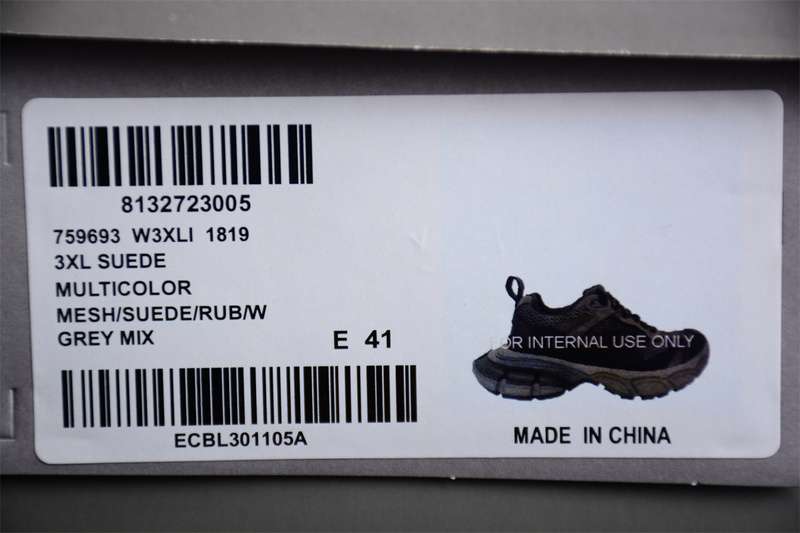 8132723005
759693 W3XLI 1819
3XL SUEDE
MULTICOLOR
MESH/SUEDE/RUB/W
GREY MIX
E 41
ECBL301105A
FOR INTERNAL USE ONLY
MADE IN CHINA